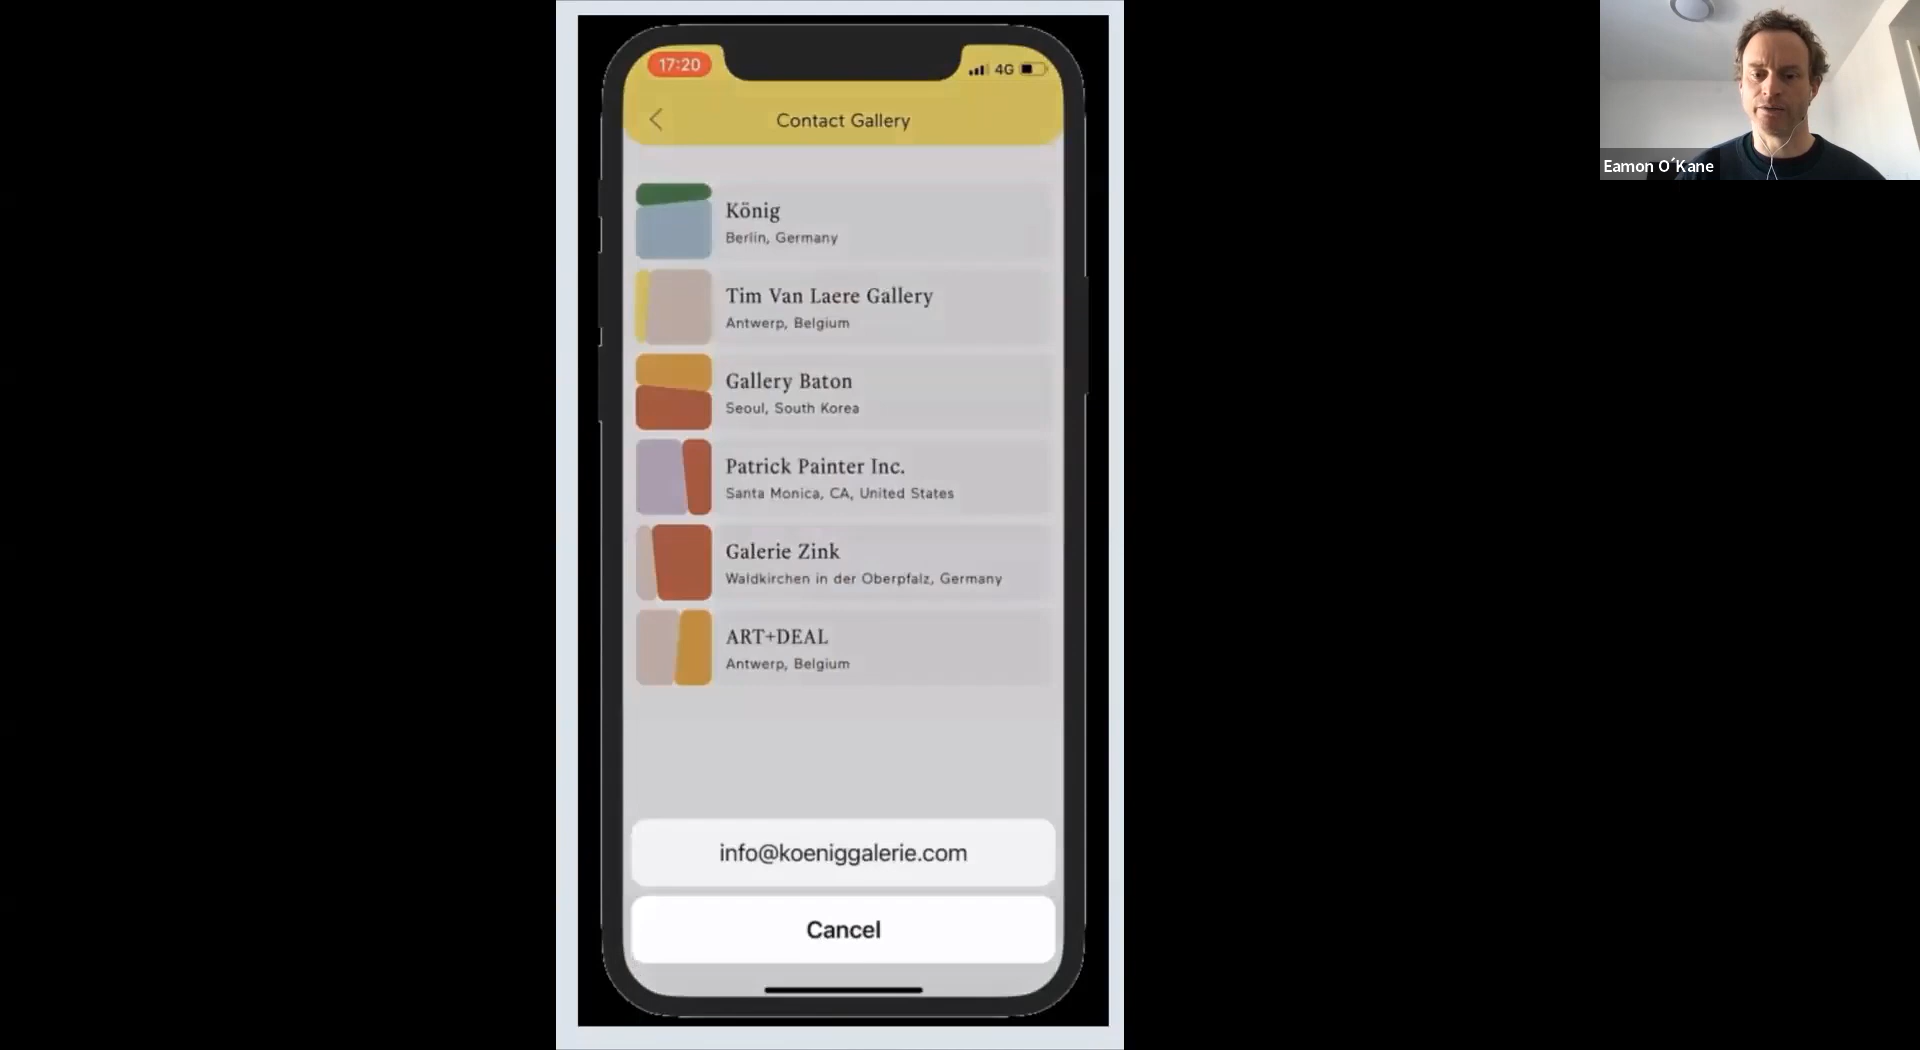 17:20
4G
Contact Gallery
König
Berlin, Germany
Tim Van Laere Gallery
Antwerp, Belgium
Gallery Baton
Seoul, South Korea
Patrick Painter Inc.
Santa Monica, CA, United States
Galerie Zink
Waldkirchen in der Oberpfalz, Germany
ART+DEAL
Antwerp, Belgium
info@koeniggalerie.com
Cancel
Eamon O´Kane